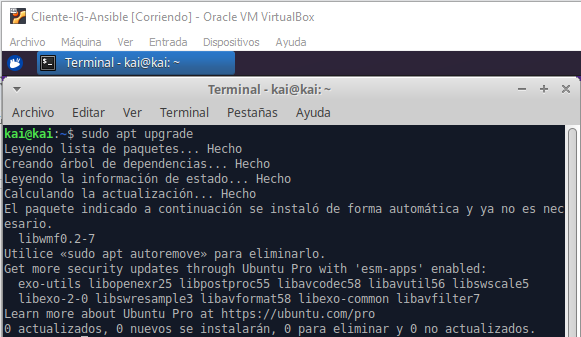 Cliente-IG-Ansible [Corriendo] - Oracle VM VirtualBox
Archivo Máquina Ver Entrada Dispositivos Ayuda
Terminal - kai@kai: ~
Terminal - kai@kai: ~
Archivo Editar Ver Terminal Pestañas Ayuda
kai@kai:~$ sudo apt upgrade
Leyendo lista de paquetes... Hecho
Creando árbol de dependencias... Hecho
Leyendo la información de estado... Hecho
Calculando la actualización... Hecho
El paquete indicado a continuación se instaló de forma automática y ya no es nec
esario.
  libwmf0.2-7
Utilice «sudo apt autoremove» para eliminarlo.
Get more security updates through Ubuntu Pro with 'esm-apps' enabled:
  exo-utils libopenexr25 libpostproc55 libavcodec58 libavutil56 libswscale5
  libexo-2-0 libswresample3 libavformat58 libexo-common libavfilter7
Learn more about Ubuntu Pro at https://ubuntu.com/pro
0 actualizados, 0 nuevos se instalarán, 0 para eliminar y 0 no actualizados.